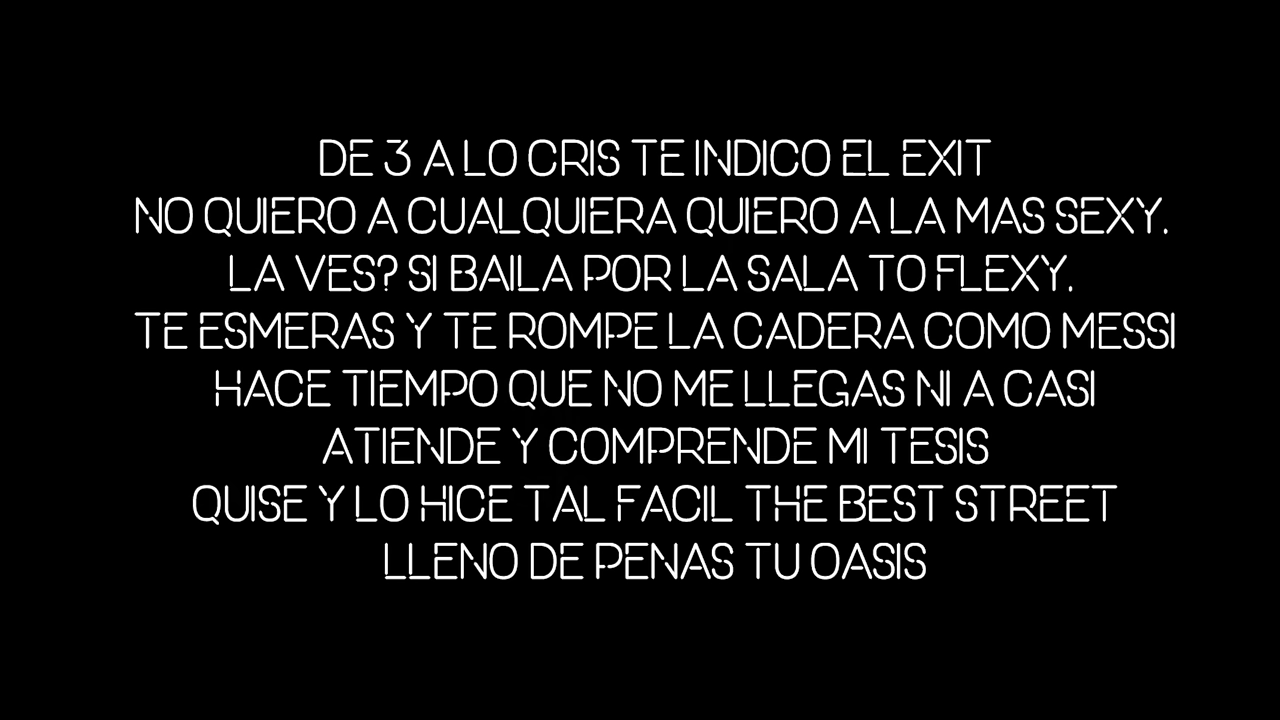 DE 3 A LO CRIS TE INDICO EL EXIT
NO QUIERO A CUALQUIERA QUIERO A LA MAS SEXY.
LA VES? SI BAILA POR LA SALA TO FLEXY.
TE ESMERAS Y TE ROMPE LA CADERA COMO MESSI
HACE TIEMPO QUE NO ME LLEGAS NI A CASI
ATIENDE Y COMPRENDE MI TESIS
QUISE Y LO HICE TAL FACIL THE BEST STREET
LLENO DE PENAS TU OASIS